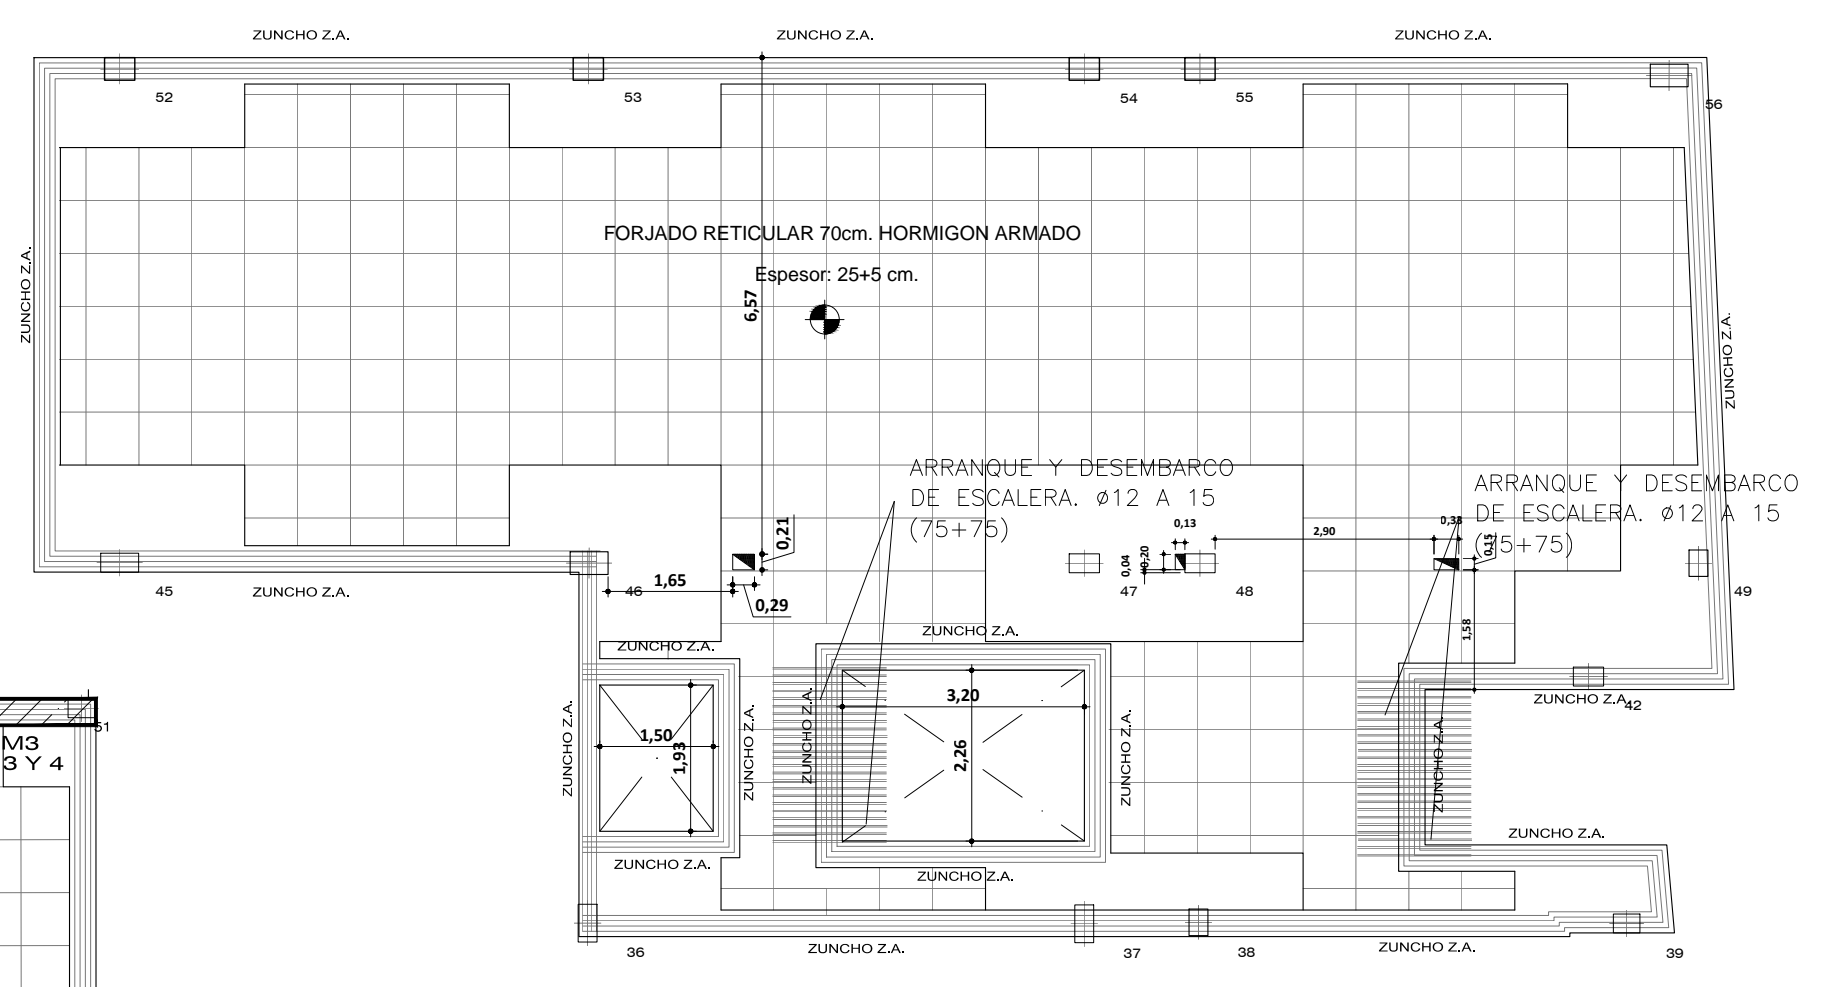 ZUNCHO Z.A.
ZUNCHO Z.A.
ZUNCHO Z.A.
52
53
54
55
56
ZUNCHO Z.A.
FORJADO RETICULAR 70cm. HORMIGON ARMADO
Espesor: 25+5 cm.
6,57
ZUNCHO Z.A.
ARRANQUE Y DESEMBARCO
DE ESCALERA. ø12 A 15
(75+75)
ARRANQUE Y DESEMBARCO
DE ESCALERA. ø12 A 15
(75+75)
0,21
0,13
2,90
0,33
0,15
0,04
0,20
45
ZUNCHO Z.A.
46
1,65
0,29
47
48
49
1,58
ZUNCHO Z.A.
ZUNCHO Z.A.
ZUNCHO Z.A.
42
51
M3
3 Y 4
ZUNCHO Z.A.
1,50
1,93
ZUNCHO Z.A.
ZUNCHO Z.A.
3,20
2,26
ZUNCHO Z.A.
ZUNCHO Z.A.
ZUNCHO Z.A.
ZUNCHO Z.A.
ZUNCHO Z.A.
36
ZUNCHO Z.A.
37
38
ZUNCHO Z.A.
39